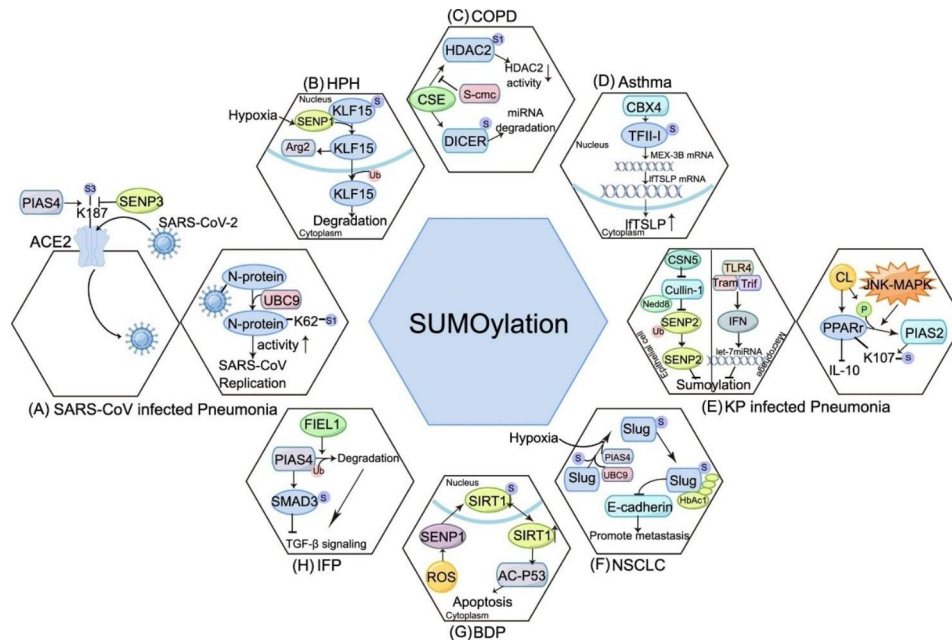 (C) COPD
S1
HDAC2
HDAC2
activity
CSE
S-cmc
miRNA
degradation
S
DICER
(B) HPH
Nucleus
S
KLF15
Hypoxia
SENP1
Arg2
KLF15
Ub
KLF15
Degradation
Cytoplasm
(D) Asthma
CBX4
TFII-I
S
Nucleus
MEX-3B mRNA
lfTSLP mRNA
lfTSLP
Cytoplasm
PIAS4
S3
SENP3
K187
SARS-CoV-2
ACE2
N-protein
UBC9
N-protein
K62
S1
activity
SARS-CoV
Replication
(A) SARS-CoV infected Pneumonia
SUMOylation
CSN5
Cullin-1
Nedd8
SENP2
Ub
SENP2
Epithelial cell
TLR4
Tram
Trif
IFN
let-7miRNA
Macrophage
Sumoylation
CL
JNK-MAPK
P
PPARr
PIAS2
K107
S
IL-10
(E) KP infected Pneumonia
FIEL1
PIAS4
Ub
Degradation
SMAD3
S
TGF-β signaling
(H) IFP
Nucleus
SIRT1
S
SENP1
SIRT1
ROS
AC-P53
Apoptosis
Cytoplasm
(G) BDP
Hypoxia
Slug
S
S
PIAS4
Slug
UBC9
Slug
S
HbAc1
E-cadherin
Promote metastasis
(F) NSCLC